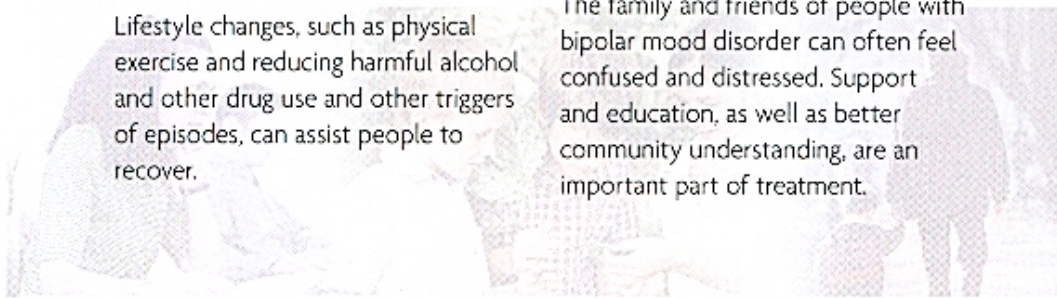 Lifestyle changes, such as physical
exercise and reducing harmful alcohol
and other drug use and other triggers
of episodes, can assist people to
recover.
The family and friends of people with
bipolar mood disorder can often feel
confused and distressed. Support
and education, as well as better
community understanding, are an
important part of treatment.